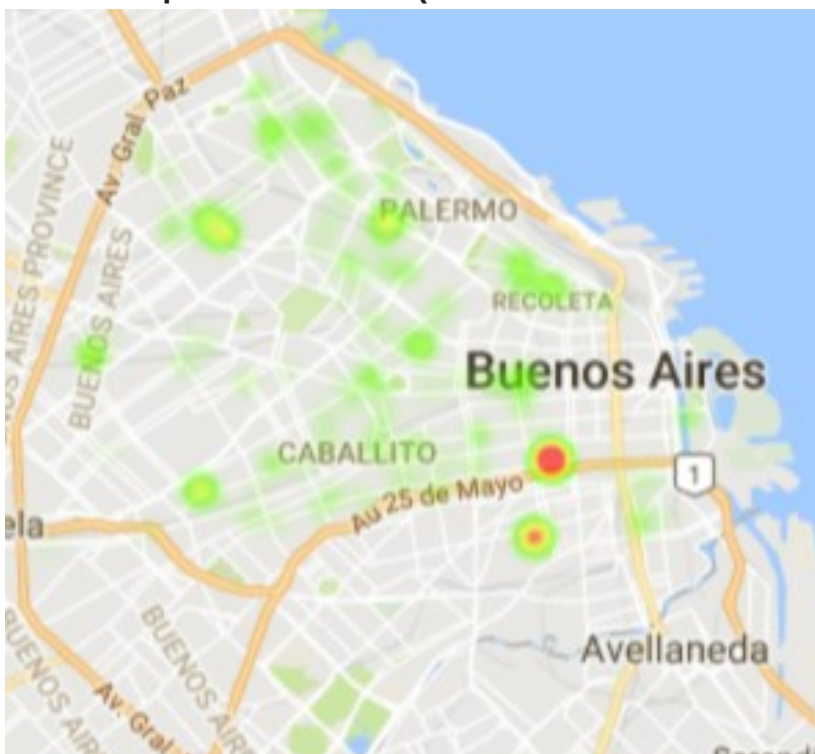 Av. Gral Paz
PALERMO
BUENOS AIRES
RECOLETA
Buenos Aires
CABALLITO
1
Au 25 de Mayo
ela
Avellaneda
BUENOS AIRES
Av. Gral